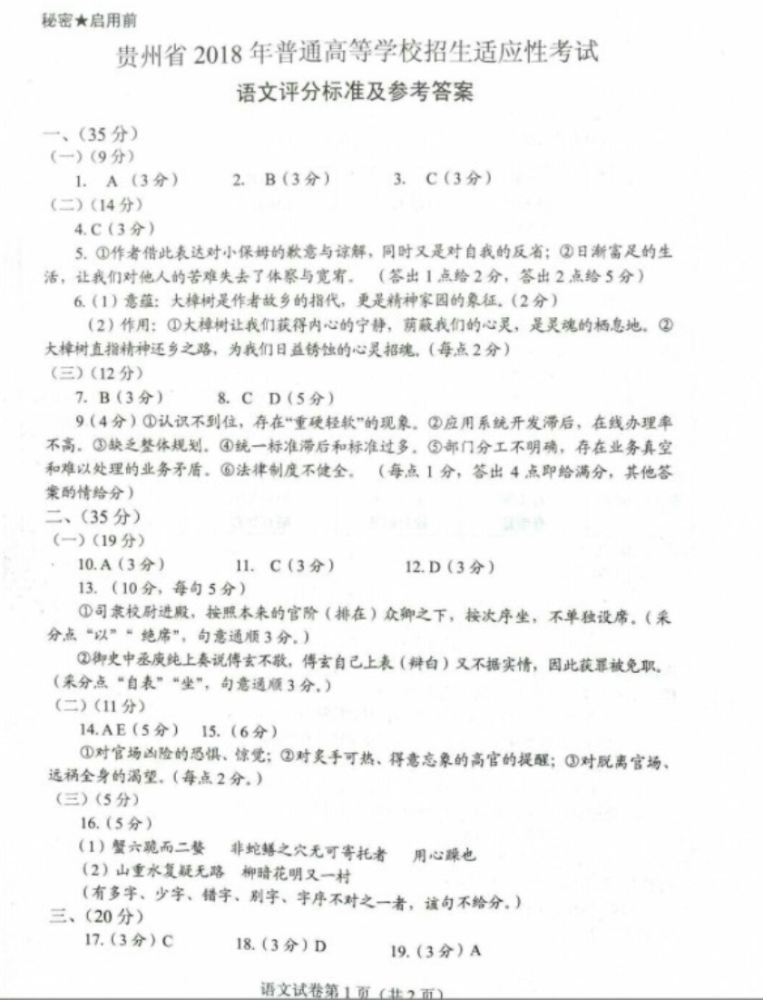 秘密★启用前
贵州省 2018 年普通高等学校招生适应性考试
语文评分标准及参考答案
一、（35 分）
（一）（9 分）
1. A （3 分） 2. B（3 分） 3. C（3 分）
（二）（14 分）
4.C（3 分）
5. ①作者借此表达对小保姆的歉意与谅解，同时又是对自我的反省；②日渐富足的生
活，让我们对他人的苦难失去了体察与宽宥。 （答出 1 点给 2 分，答出 2 点给 5 分）
6.（1）意蕴：大樟树是作者故乡的指代，更是精神家园的象征。（2 分）
（2）作用：①大樟树让我们获得内心的宁静，荫蔽我们的心灵，是灵魂的栖息地。②
大樟树直指精神还乡之路，为我们日益锈蚀的心灵招魂。（每点 2 分）
（三）（12 分）
7. B（3 分） 8. C D（5 分）
9（4 分）①认识不到位，存在“重硬轻软”的现象。②应用系统开发滞后，在线办理率
不高。③缺乏整体规划。④统一标准滞后和标准过多。⑤部门分工不明确，存在业务真空
和难以处理的业务矛盾。⑥法律制度不健全。 （每点 1 分，答出 4 点即给满分，其他答
案酌情给分）
二、（35 分）
（一）（19 分）
10.A（3 分） 11. C（3 分） 12.D（3 分）
13. （10 分，每句 5 分）
①司隶校尉进殿，按照本来的官阶（排在）众卿之下，按次序坐，不单独设席。（采
分点“以”“ 绝席”，句意通顺 3 分。）
②御史中丞庾纯上奏说傅玄不敬，傅玄自己上表（辩白）又不据实情，因此获罪被免职。
（采分点“自表”“坐”，句意通顺 3 分。）
（二）（11 分）
14.AE（5 分） 15.（6 分）
①对官场凶险的恐惧、惊觉；②对炙手可热、得意忘象的高官的提醒；③对脱离官场、
远祸全身的渴望。（每点 2 分。）
（三）（5 分）
16.（5 分）
（1）蟹六跪而二螯 非蛇鳝之穴无可寄托者 用心躁也
（2）山重水复疑无路 柳暗花明又一村
（有多字、少字、错字、别字、字序不对之一者，该句不给分。）
三、（20 分）
17.（3 分）C 18.（3 分）D 19.（3 分）A
语文试卷第 1 页（共 2 页）